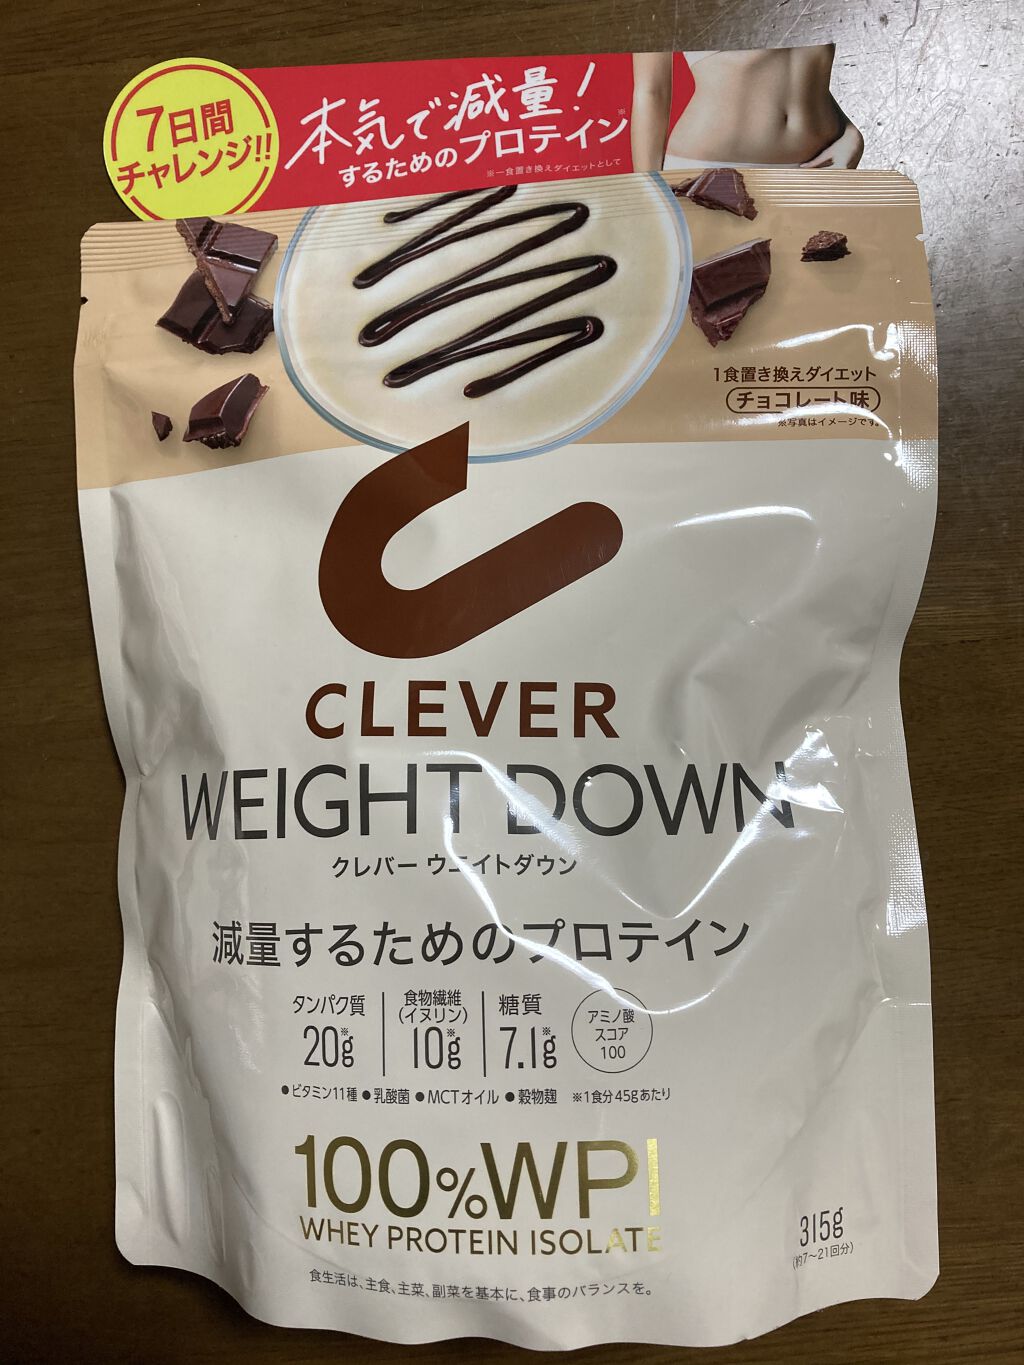 7日間
チャレンジ!!
本気で減量!
するためのプロテイン※
※一食置き換えダイエットとして
1食置き換えダイエット
チョコレート味
※写真はイメージです。
CLEVER
WEIGHT DOWN
クレバー ウエイトダウン
減量するためのプロテイン
タンパク質
20g※
食物繊維
(イヌリン)
10g※
糖質
7.1g※
アミノ酸
スコア
100
●ビタミン11種 ●乳酸菌 ●MCTオイル ●穀物麹 ※1食分45gあたり
100%WPI
WHEY PROTEIN ISOLATE
315g
(約7〜21回分)
食生活は、主食、主菜、副菜を基本に、食事のバランスを。